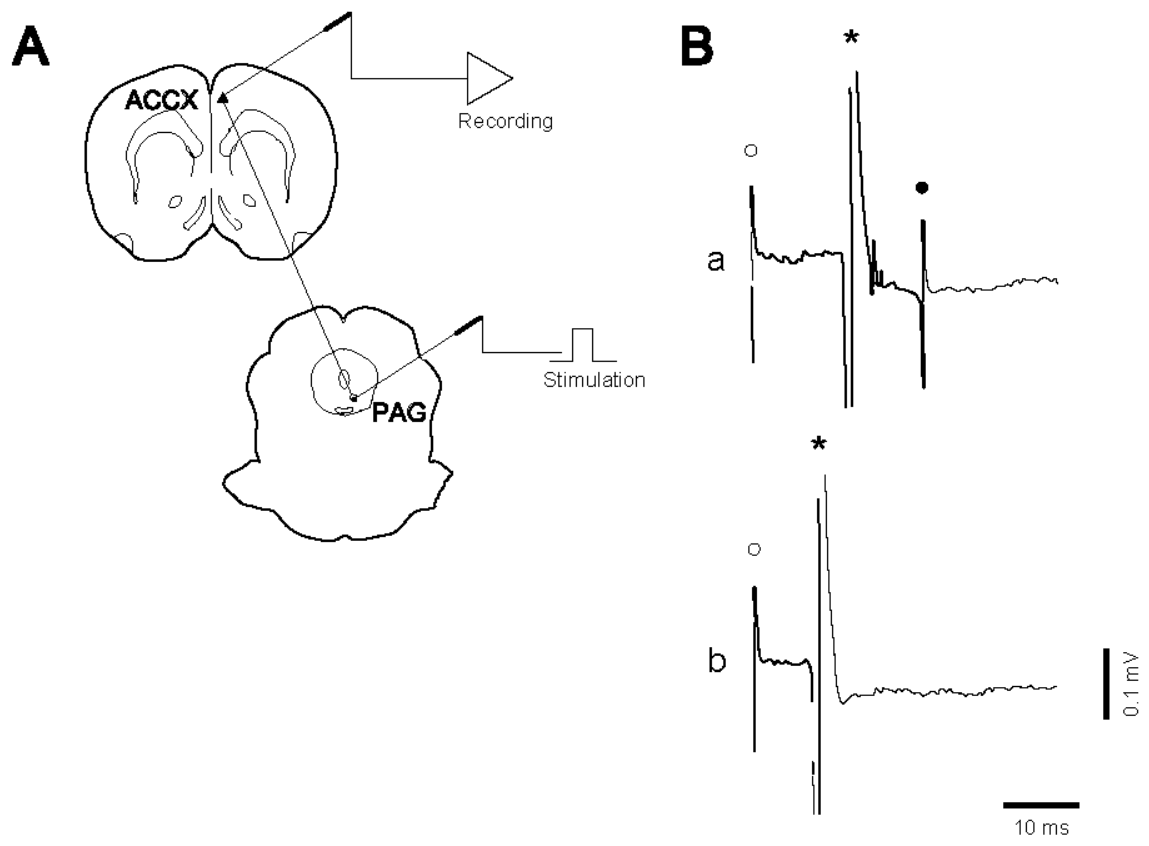 A
ACCX
Recording
PAG
Stimulation
B
*
a
*
b
0.1 mV
10 ms